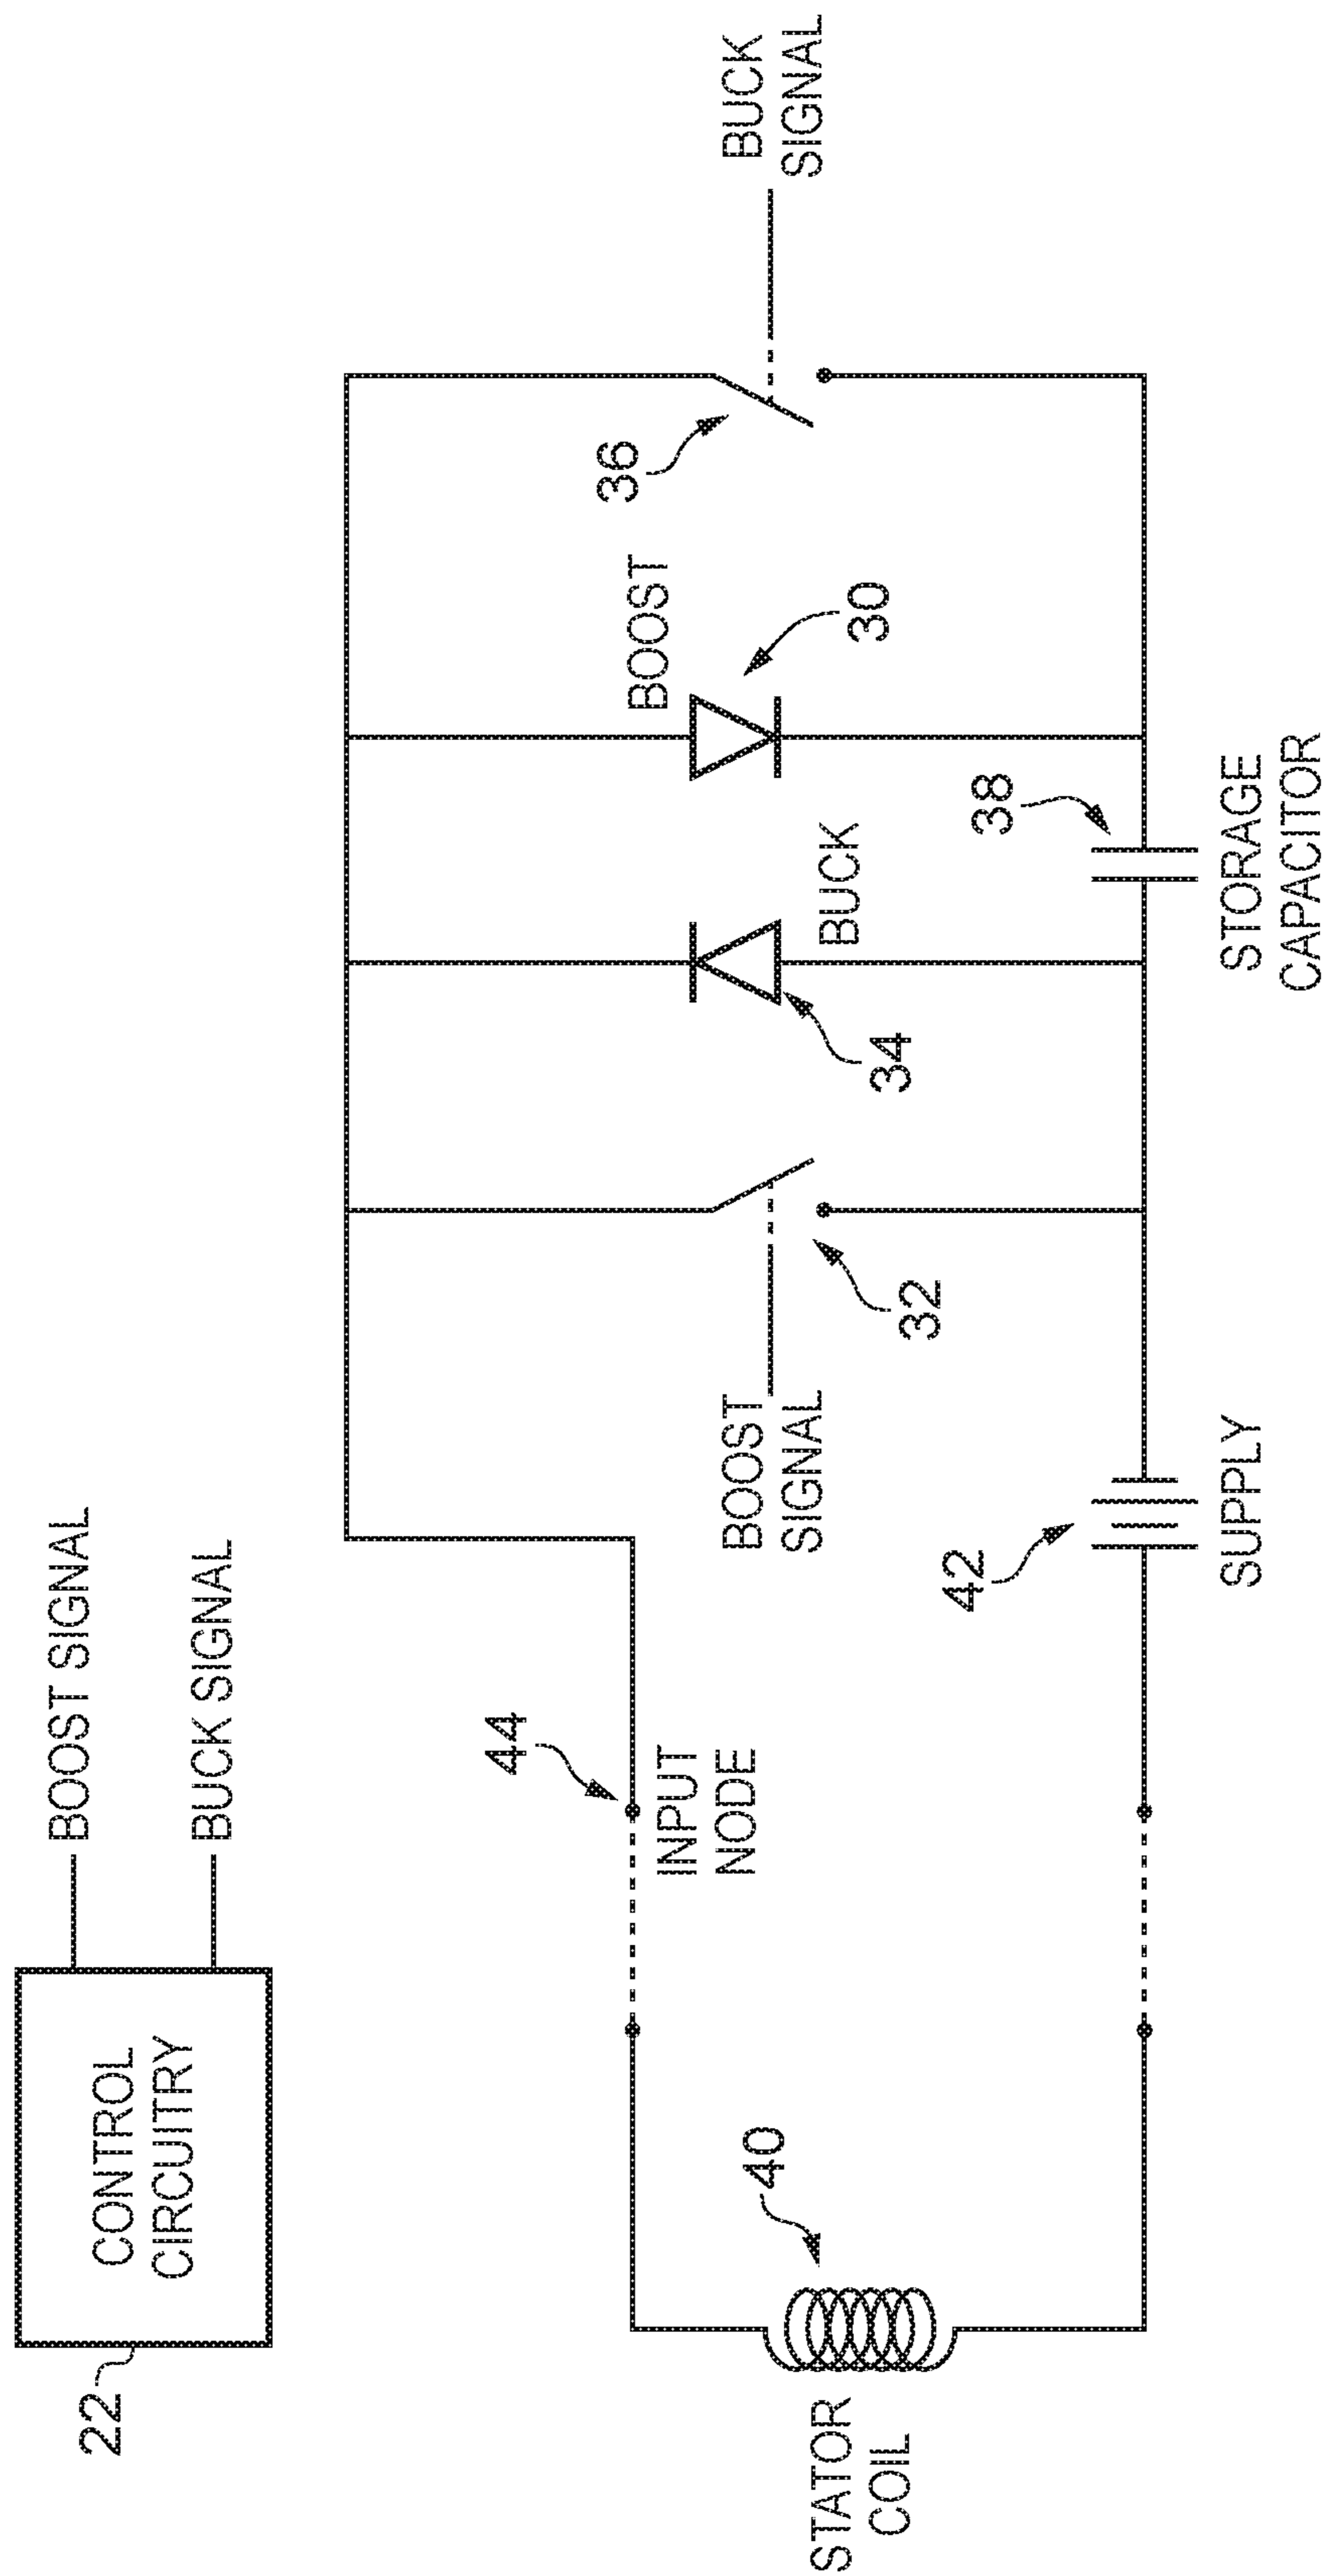 22
CONTROL
CIRCUITRY
BOOST SIGNAL
BUCK SIGNAL
44
INPUT
NODE
40
STATOR
COIL
BOOST
SIGNAL
32
34
BUCK
BOOST
30
36
BUCK
SIGNAL
42
SUPPLY
38
STORAGE
CAPACITOR